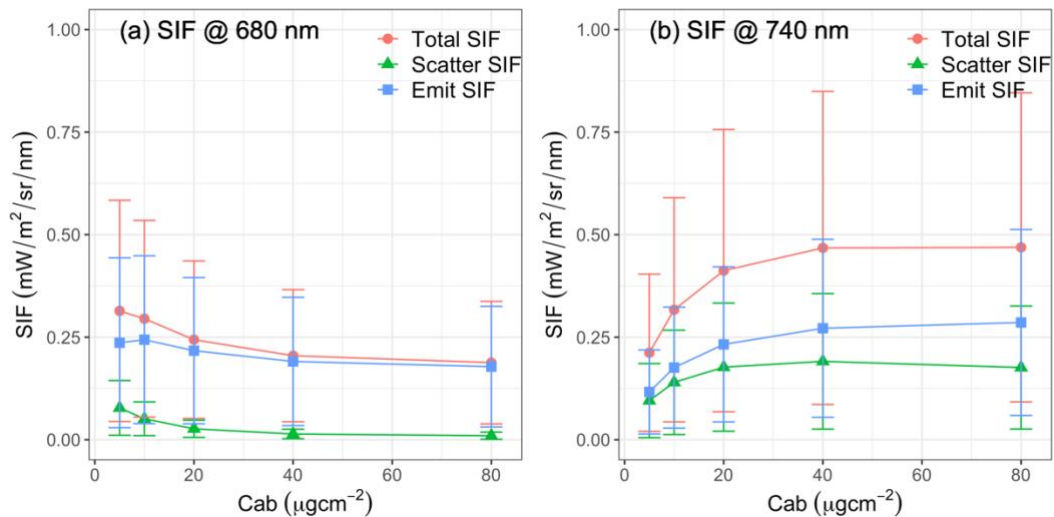 (a) SIF @ 680 nm
Total SIF
Scatter SIF
Emit SIF
1.00
0.75
0.50
0.25
0.00
SIF (mW/m²/sr/nm)
0 20 40 60 80
Cab (μgcm⁻²)
(b) SIF @ 740 nm
Total SIF
Scatter SIF
Emit SIF
1.00
0.75
0.50
0.25
0.00
SIF (mW/m²/sr/nm)
0 20 40 60 80
Cab (μgcm⁻²)